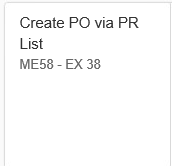 Create PO via PR
List
ME58 - EX 38